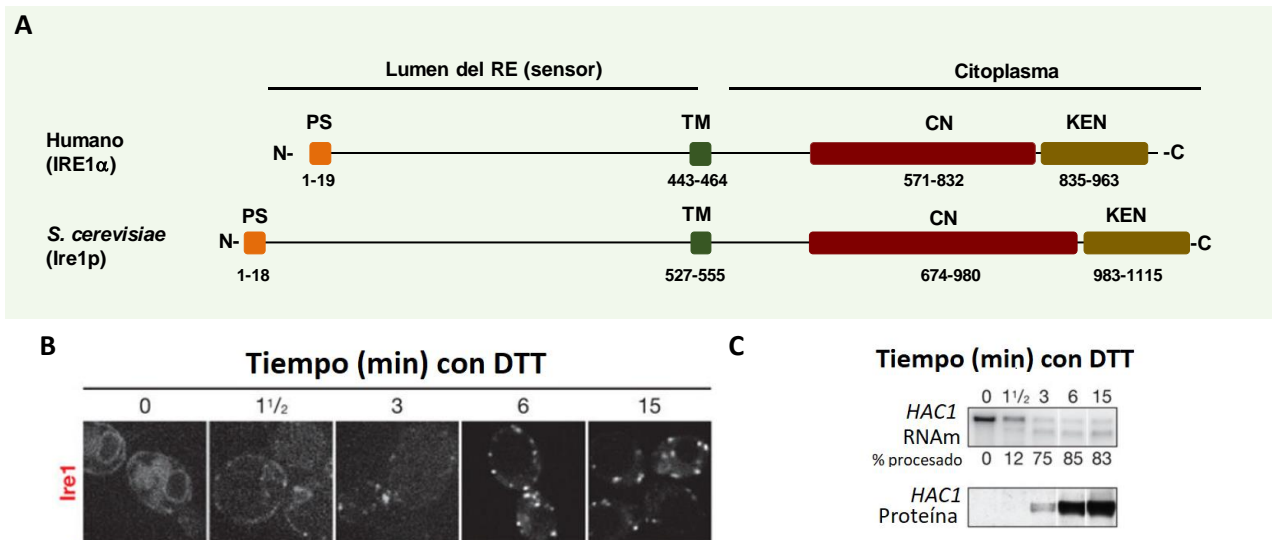 A
Lumen del RE (sensor)
Citoplasma
Humano
(IRE1α)
N-
PS
TM
CN
KEN
-C
1-19
443-464
571-832
835-963
S. cerevisiae
(Ire1p)
N-
PS
TM
CN
KEN
-C
1-18
527-555
674-980
983-1115
B
Tiempo (min) con DTT
0 1½ 3 6 15
Ire1
C
Tiempo (min) con DTT
0 1½ 3 6 15
HAC1
RNAm
% procesado 0 12 75 85 83
HAC1
Proteína